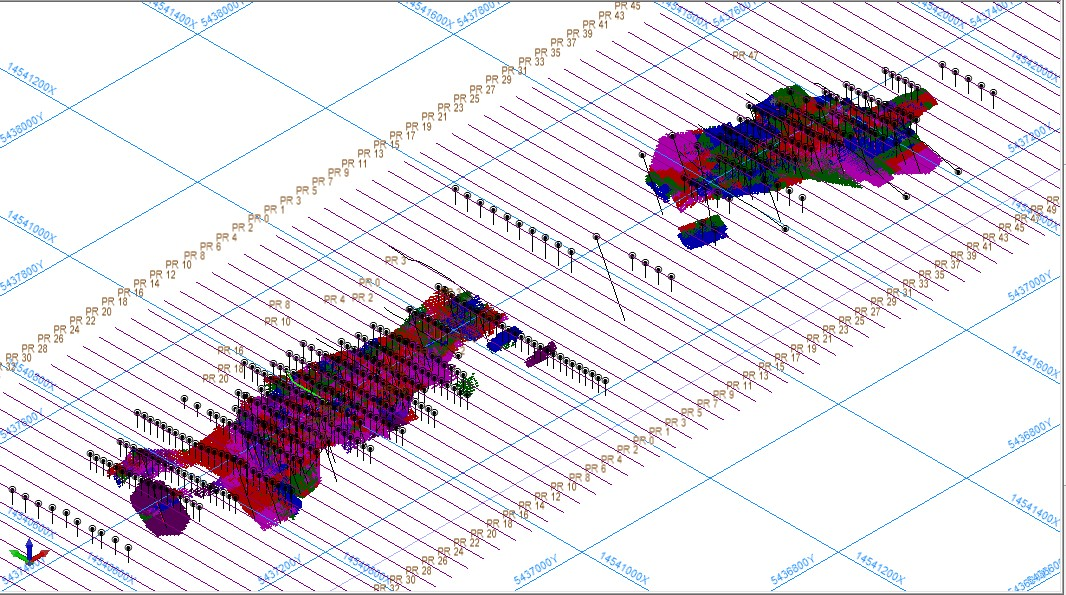 14541400X
5438000Y
14541600X
5437800Y
14541800X
14542000X
14541200X
5438000Y
14542000X
14541000X
5437800Y
5437200Y
5437000Y
14541600X
5436800Y
14541400X
5437000Y
14541000X
5436800Y
14541200X
5437200Y
14540600X
PR 45
PR 43
PR 41
PR 39
PR 37
PR 35
PR 33
PR 31
PR 29
PR 27
PR 25
PR 23
PR 21
PR 19
PR 17
PR 15
PR 13
PR 11
PR 9
PR 7
PR 5
PR 3
PR 1
PR 0
PR 2
PR 4
PR 6
PR 8
PR 10
PR 12
PR 14
PR 16
PR 18
PR 20
PR 22
PR 24
PR 26
PR 28
PR 30
PR 47
PR 3
PR 0
PR 2
PR 4
PR 8
PR 10
PR 16
PR 18
PR 20
PR 49
PR 45
PR 43
PR 41
PR 39
PR 37
PR 35
PR 33
PR 31
PR 29
PR 27
PR 25
PR 23
PR 21
PR 19
PR 17
PR 15
PR 13
PR 11
PR 9
PR 7
PR 5
PR 3
PR 1
PR 0
PR 2
PR 4
PR 6
PR 8
PR 10
PR 12
PR 14
PR 16
PR 18
PR 20
PR 22
PR 24
PR 26
PR 28
PR 30
PR 32